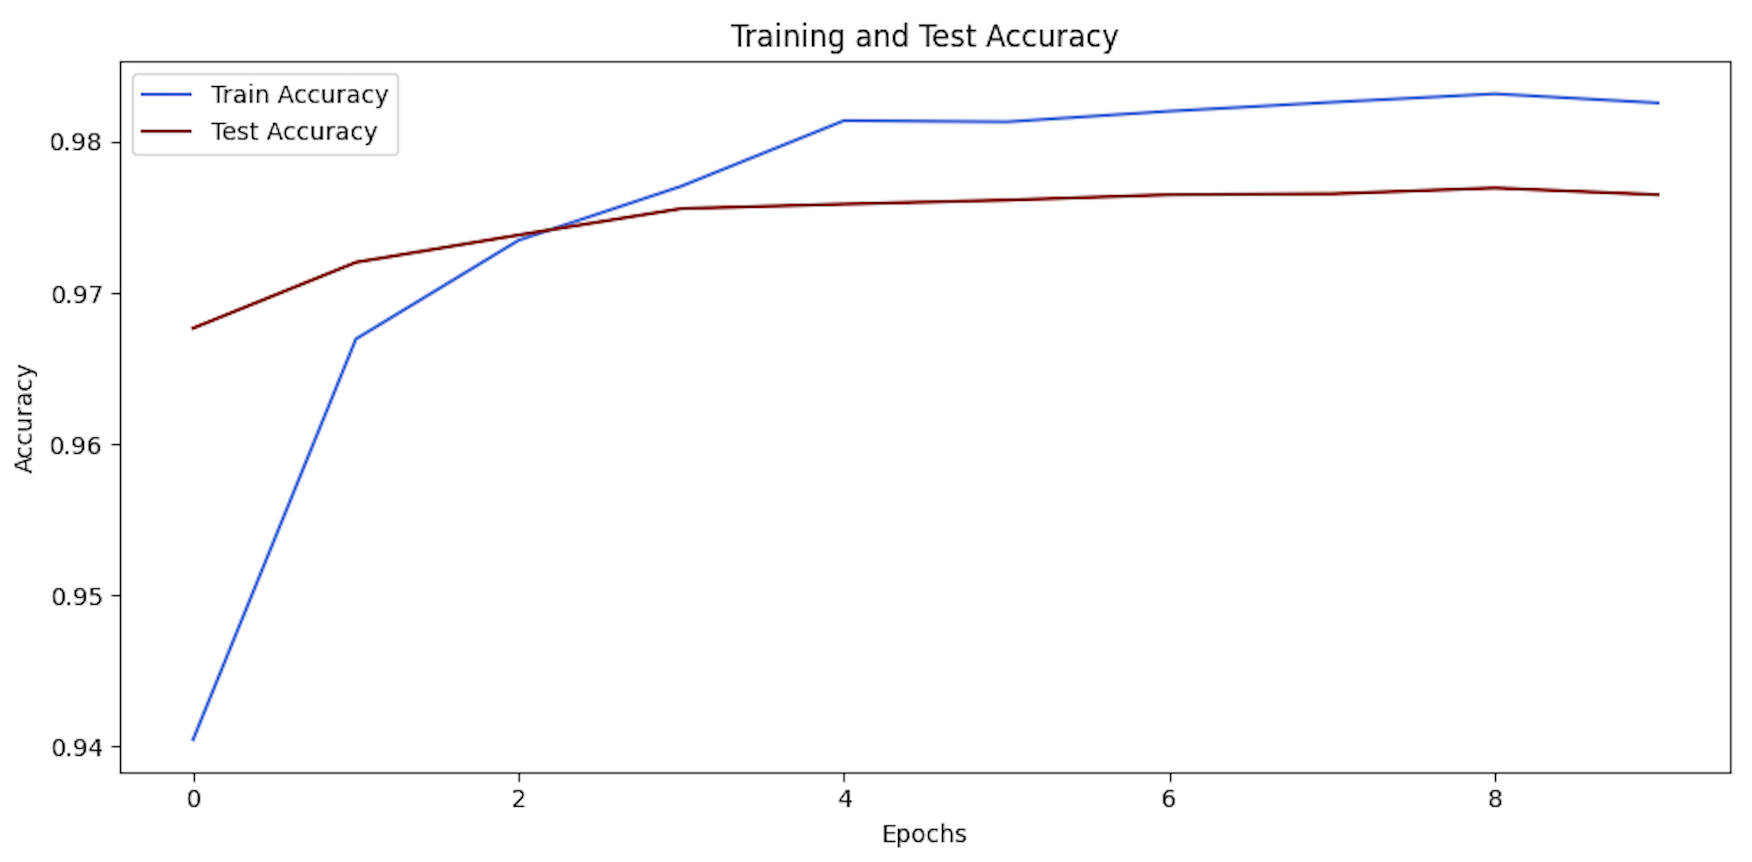 Training and Test Accuracy
Train Accuracy
Test Accuracy
0.98
0.97
0.96
0.95
0.94
Accuracy
0 2 4 6 8
Epochs